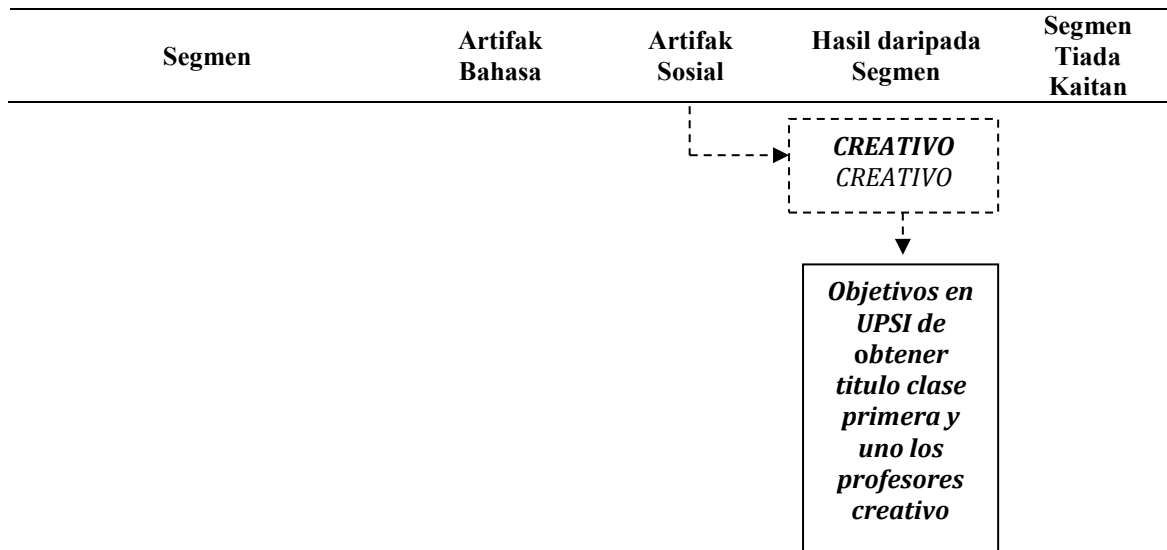 Segmen Artifak Bahasa Artifak Sosial Hasil daripada Segmen Segmen Tiada Kaitan
CREATIVO
CREATIVO
Objetivos en
UPSI de
obtener
titulo clase
primera y
uno los
profesores
creativo